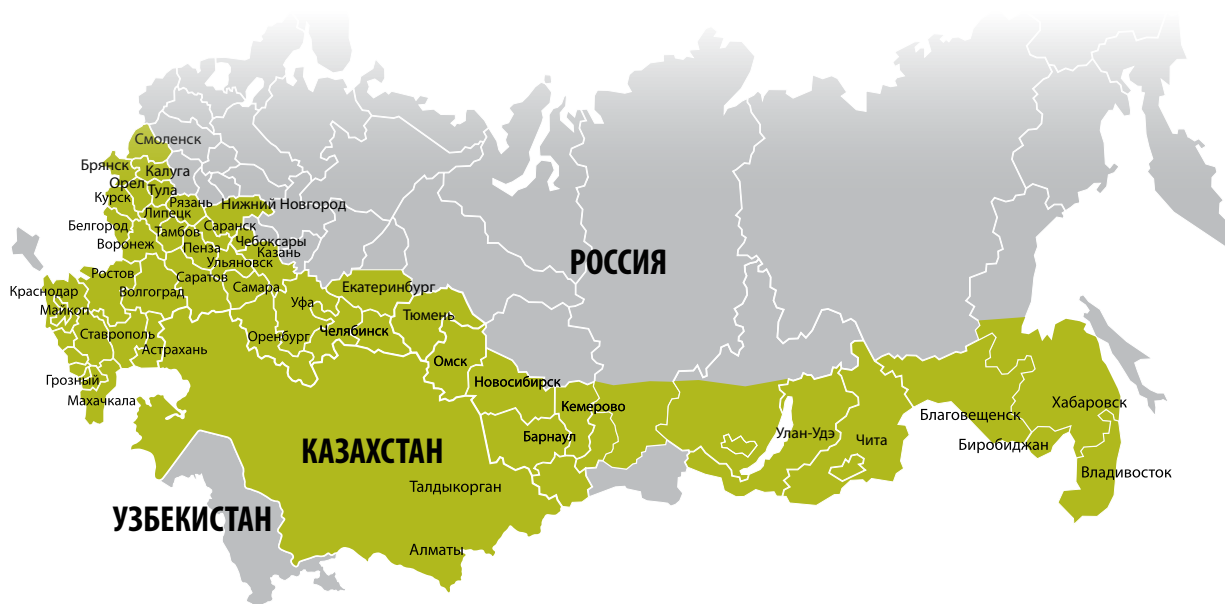 Смоленск
Брянск
Калуга
Орел
Тула
Курск
Рязань
Нижний Новгород
Липецк
Белгород
Тамбов
Саранск
Воронеж
Чебоксары
Пенза
Казань
Ульяновск
РОССИЯ
Ростов
Саратов
Краснодар
Волгоград
Самара
Екатеринбург
Уфа
Майкоп
Тюмень
Ставрополь
Оренбург
Челябинск
Астрахань
Омск
Грозный
Новосибирск
Махачкала
Кемерово
Хабаровск
Благовещенск
Барнаул
Улан-Удэ
Чита
Биробиджан
КАЗАХСТАН
Владивосток
Талдыкорган
УЗБЕКИСТАН
Алматы